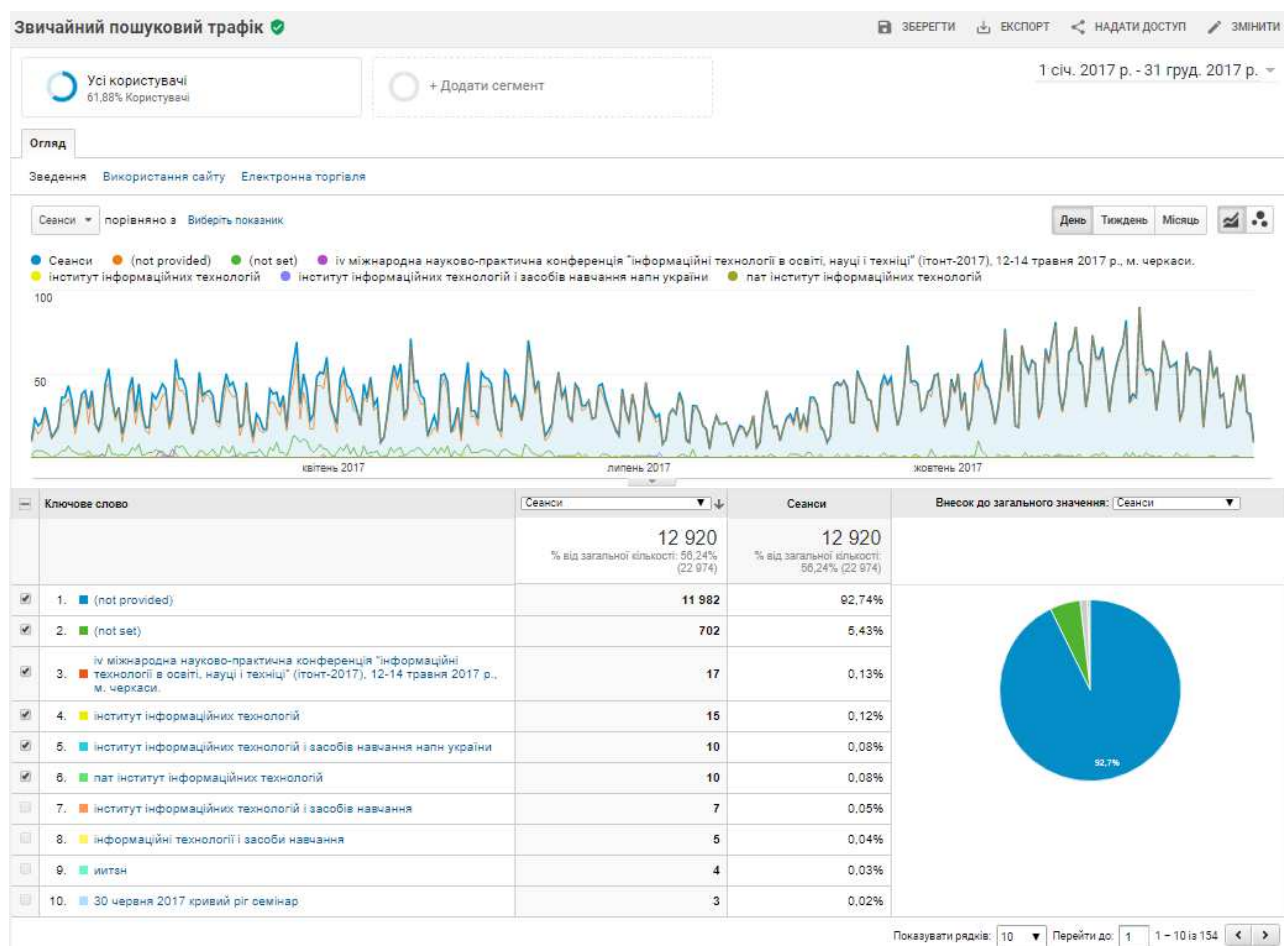 Звичайний пошуковий трафік
ЗБЕРЕГТИ ЕКСПОРТ НАДАТИ ДОСТУП ЗМІНИТИ
Усі користувачі
61,88% Користувачі
+ Додати сегмент
1 січ. 2017 р. - 31 груд. 2017 р.
Огляд
Зведення Використання сайту Електронна торгівля
Сеанси порівняно з Виберіть показник
День Тиждень Місяць
Сеанси (not provided) (not set) iv міжнародна науково-практична конференція "інформаційні технології в освіті, науці і техніці" (ітонт-2017), 12-14 травня 2017 р., м. черкаси.
інститут інформаційних технологій інститут інформаційних технологій і засобів навчання напн україни пат інститут інформаційних технологій
100
50
квітень 2017 липень 2017 жовтень 2017
Ключове слово Сеанси Сеанси Внесок до загального значення: Сеанси
12 920 12 920
% від загальної кількості: 56,24% % від загальної кількості:
(22 974) 56,24% (22 974)
1. (not provided) 11 982 92,74%
2. (not set) 702 5,43%
iv міжнародна науково-практична конференція "інформаційні
3. технології в освіті, науці і техніці" (ітонт-2017), 12-14 травня 2017 р., 17 0,13%
м. черкаси.
4. інститут інформаційних технологій 15 0,12%
5. інститут інформаційних технологій і засобів навчання напн україни 10 0,08%
6. пат інститут інформаційних технологій 10 0,08%
92,7%
7. інститут інформаційних технологій і засобів навчання 7 0,05%
8. інформаційні технології і засоби навчання 5 0,04%
9. иитзн 4 0,03%
10. 30 червня 2017 кривий ріг семінар 3 0,02%
Показувати рядків: 10 Перейти до: 1 1 – 10 із 154